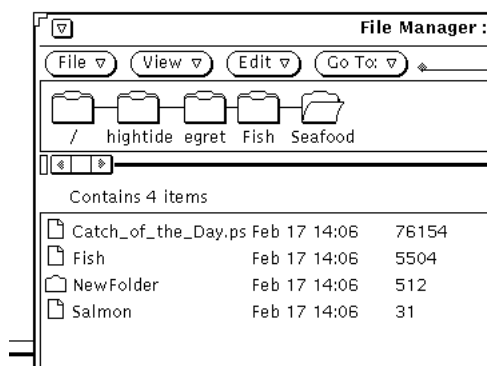 File Manager :
File View Edit Go To:
/ hightide egret Fish Seafood
Contains 4 items
Catch_of_the_Day.ps Feb 17 14:06 76154
Fish Feb 17 14:06 5504
NewFolder Feb 17 14:06 512
Salmon Feb 17 14:06 31